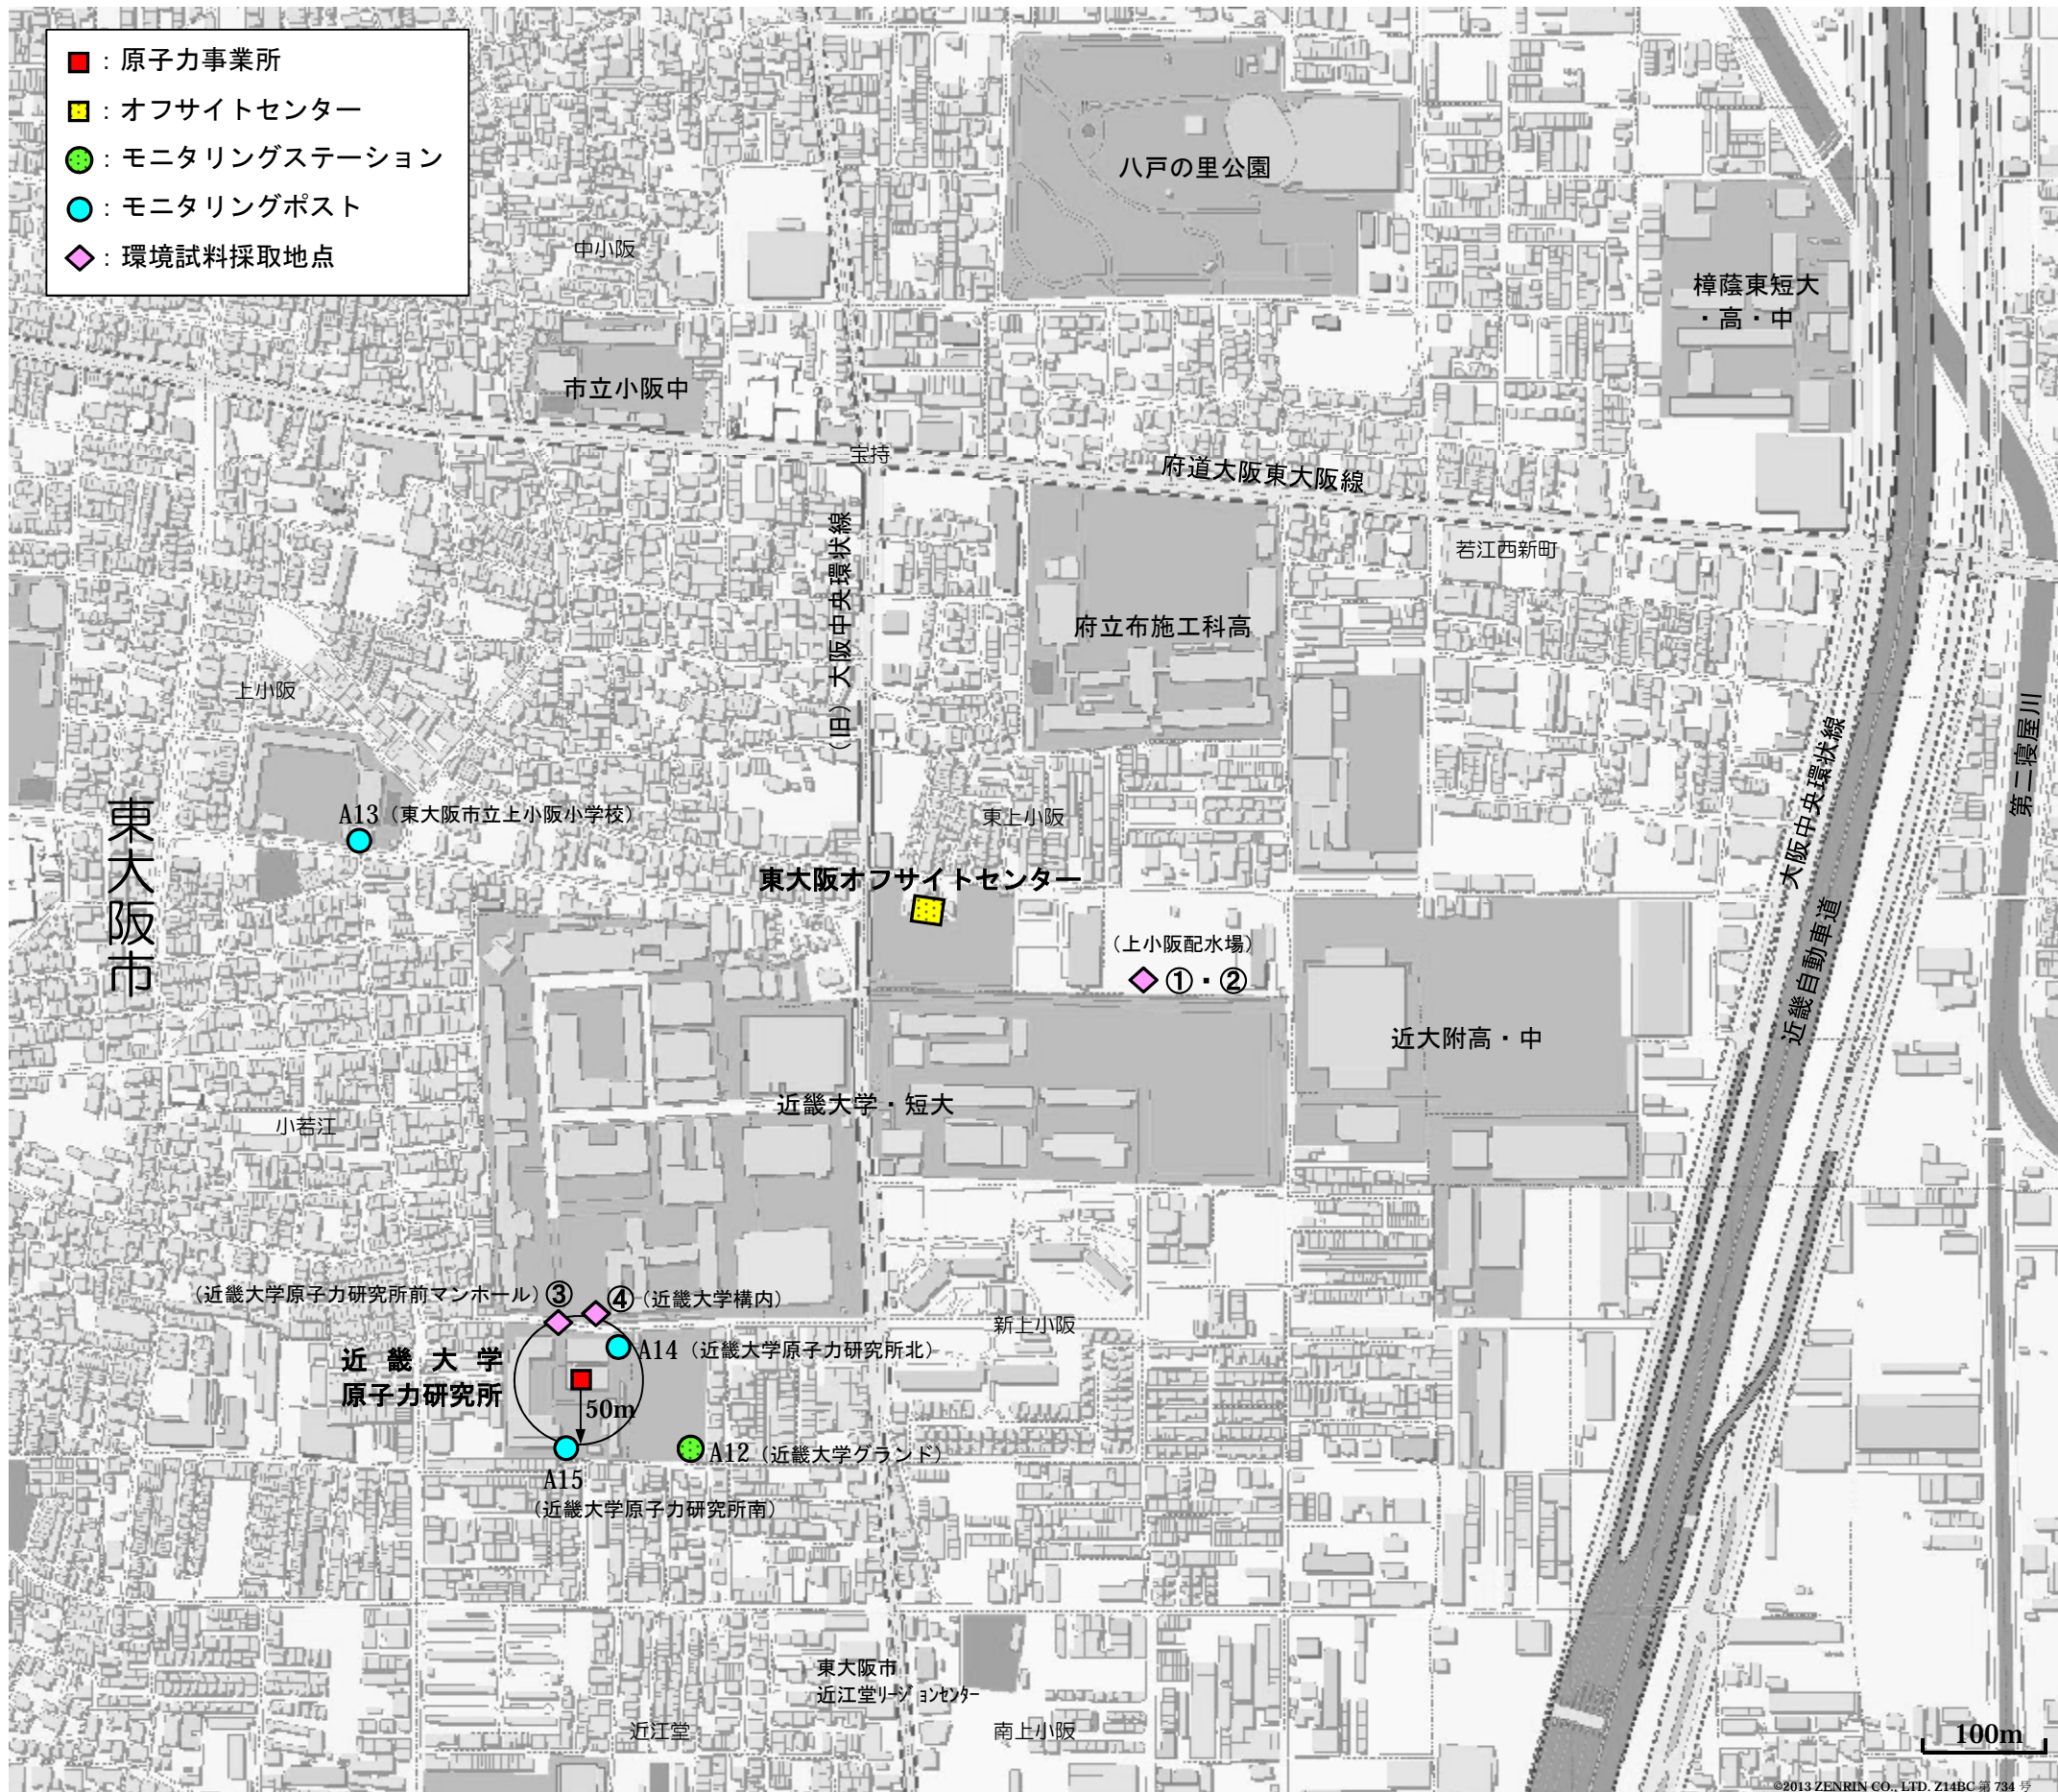 ：原子力事業所
：オフサイトセンター
：モニタリングステーション
：モニタリングポスト
：環境試料採取地点
八戸の里公園
中小阪
樟蔭東短大
・高・中
市立小阪中
宝持
府道大阪東大阪線
（旧）大阪中央環状線
若江西新町
府立布施工科高
上小阪
大阪中央環状線
第二寝屋川
東大阪市
A13（東大阪市立上小阪小学校）
東上小阪
東大阪オフサイトセンター
（上小阪配水場）
①・②
近畿自動車道
近大附高・中
近畿大学・短大
小若江
（近畿大学原子力研究所前マンホール）③
④（近畿大学構内）
新上小阪
A14（近畿大学原子力研究所北）
近畿大学
原子力研究所
50m
A12（近畿大学グランド）
A15
（近畿大学原子力研究所南）
東大阪市
近江堂ﾘｰｼﾞｮﾝｾﾝﾀｰ
近江堂
南上小阪
100m
©2013 ZENRIN CO., LTD. Z14BC 第 734 号